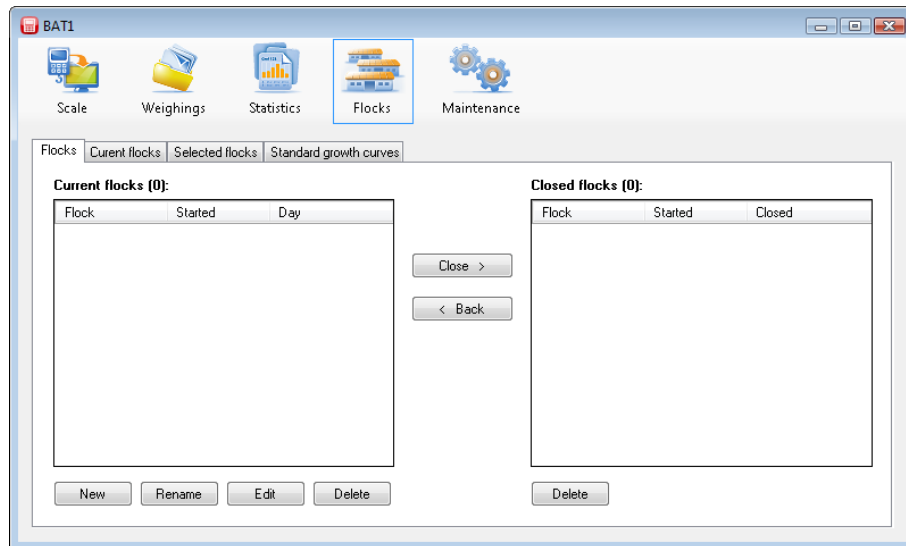 BAT1
Scale Weighings Statistics Flocks Maintenance
Flocks Curent flocks Selected flocks Standard growth curves
Current flocks (0): Closed flocks (0):
Flock Started Day Flock Started Closed
Close >
< Back
New Rename Edit Delete Delete